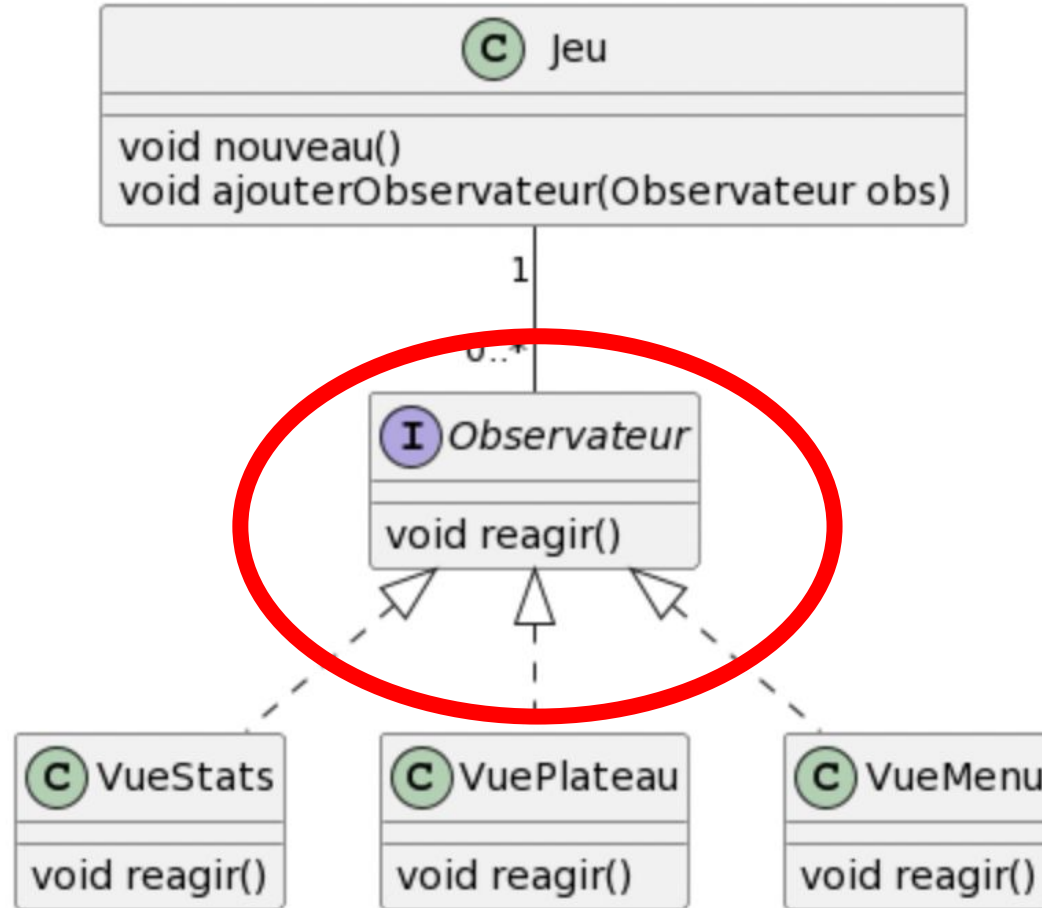 C Jeu
void nouveau()
void ajouterObservateur(Observateur obs)
1
0..*
I Observateur
void reagir()
C VueStats
void reagir()
C VuePlateau
void reagir()
C VueMenu
void reagir()